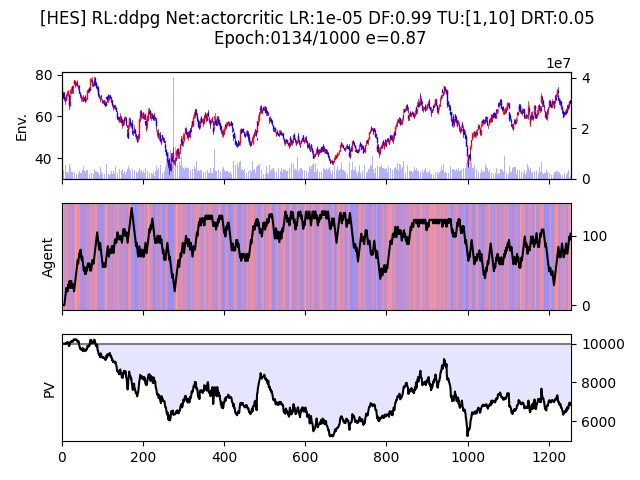 [HES] RL:ddpg Net:actorcritic LR:1e-05 DF:0.99 TU:[1,10] DRT:0.05
Epoch:0134/1000 e=0.87
1e7
80
60
40
Env.
4
2
0
Agent
100
0
PV
10000
8000
6000
0 200 400 600 800 1000 1200